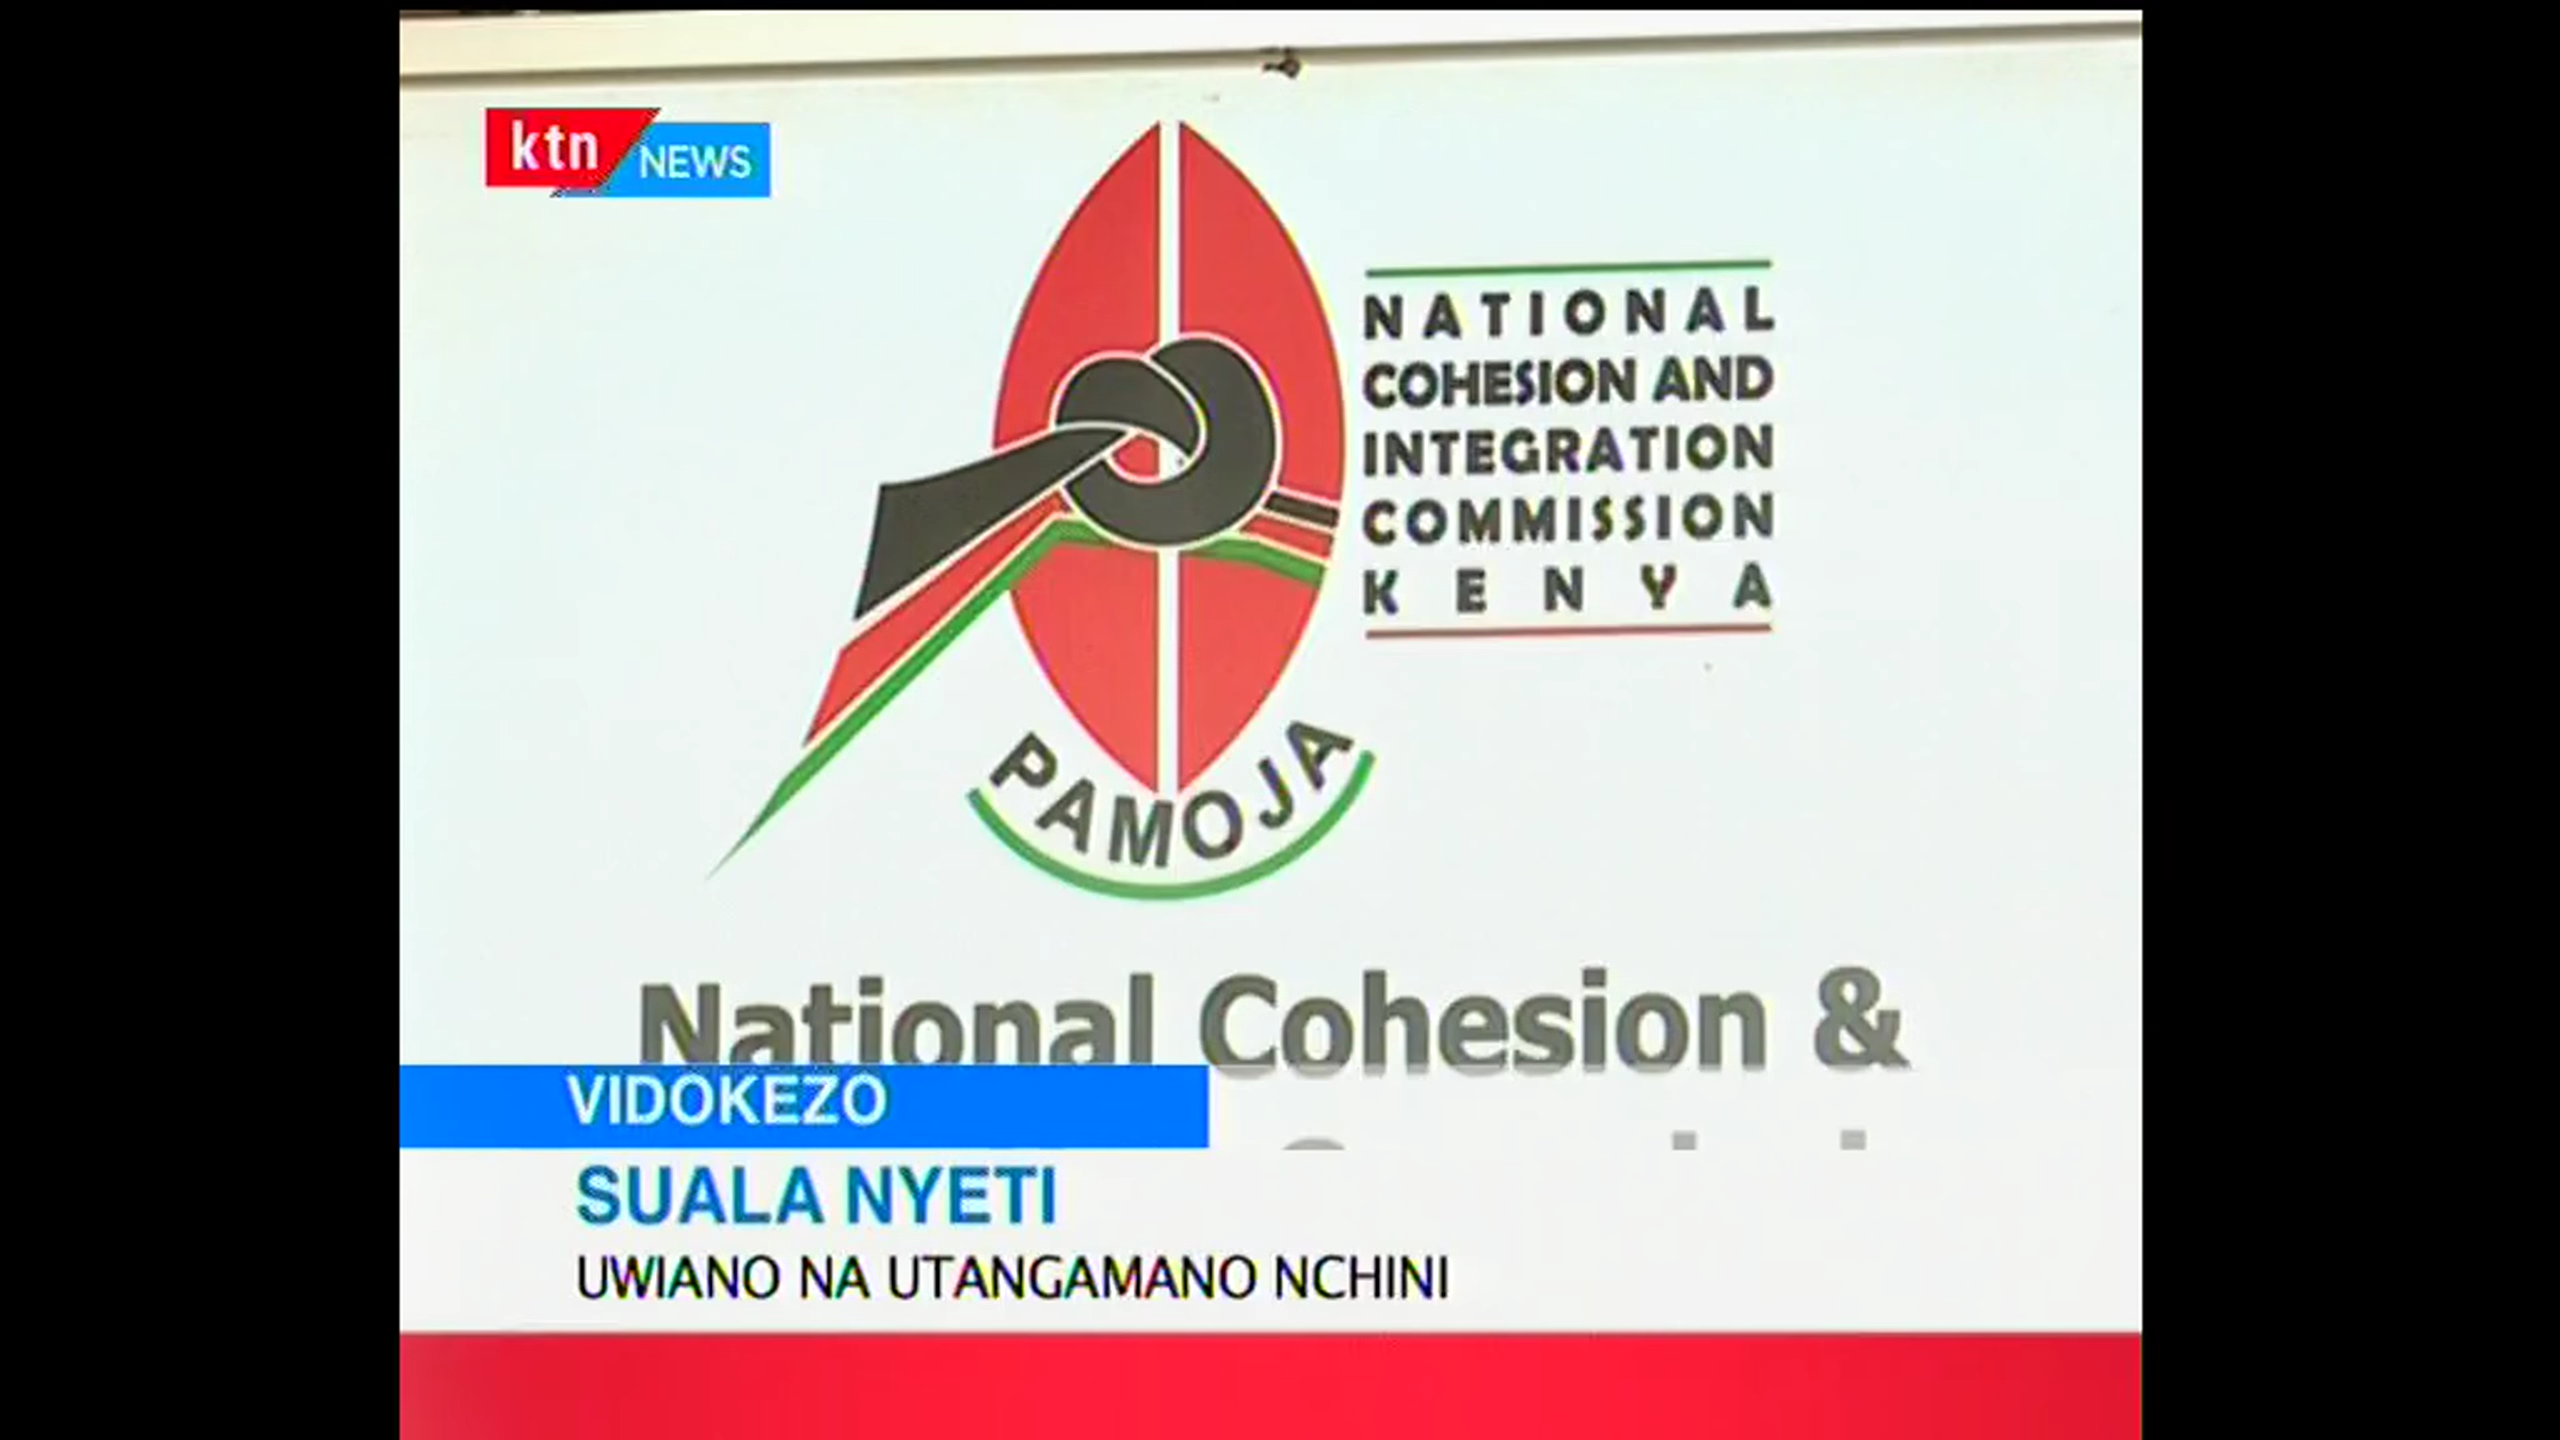 ktn NEWS
NATIONAL
COHESION AND
INTEGRATION
COMMISSION
KENYA
PAMOJA
National Cohesion &
VIDOKEZO
SUALA NYETI
UWIANO NA UTANGAMANO NCHINI